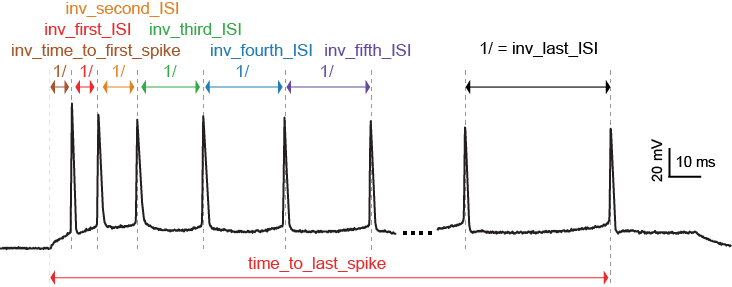 inv_second_ISI
inv_first_ISI inv_third_ISI
inv_time_to_first_spike inv_fourth_ISI inv_fifth_ISI 1/ = inv_last_ISI
1/ 1/ 1/ 1/ 1/ 1/
20 mV
10 ms
time_to_last_spike